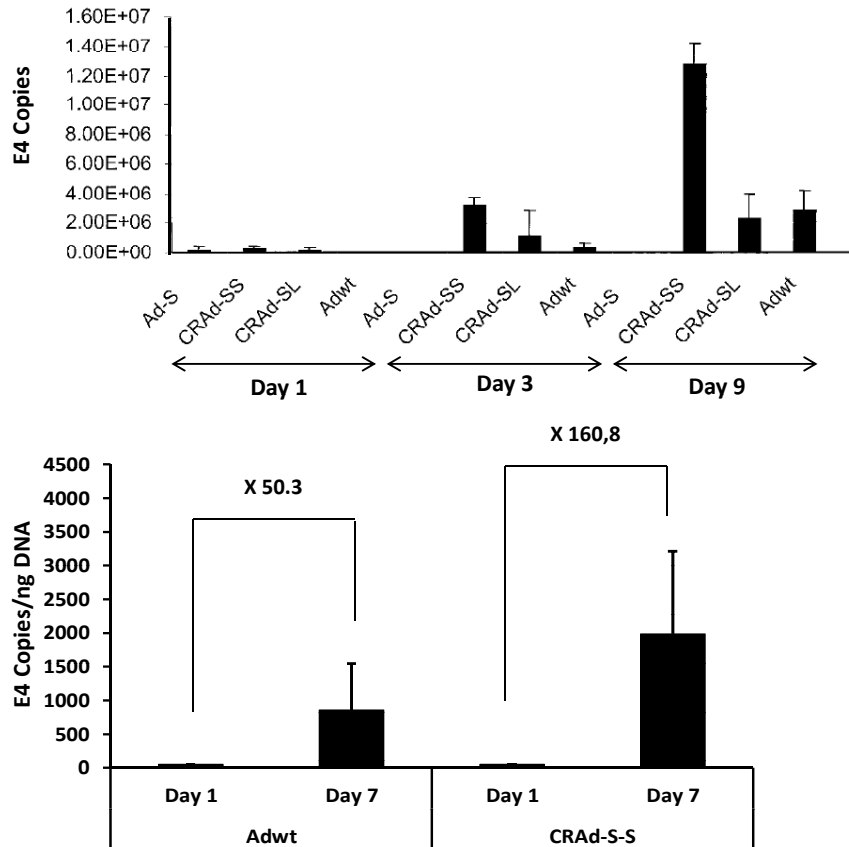 1.60E+07
1.40E+07
1.20E+07
1.00E+07
8.00E+06
6.00E+06
4.00E+06
2.00E+06
0.00E+00
E4 Copies
Ad-S CRAd-SS CRAd-SL Adwt Ad-S CRAd-SS CRAd-SL Adwt Ad-S CRAd-SS CRAd-SL Adwt
Day 1 Day 3 Day 9
X 160,8
X 50.3
4500
4000
3500
3000
2500
2000
1500
1000
500
0
E4 Copies/ng DNA
Day 1 Day 7 Day 1 Day 7
Adwt CRAd-S-S